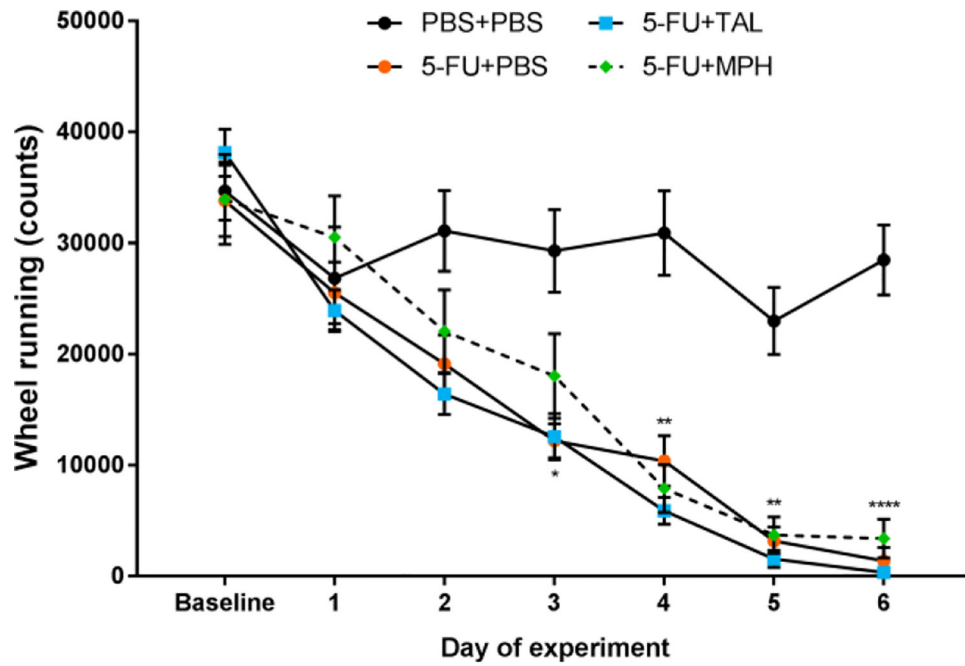 50000
PBS+PBS
5-FU+TAL
5-FU+PBS
5-FU+MPH
40000
30000
20000
10000
0
Wheel running (counts)
*
**
**
****
Baseline 1 2 3 4 5 6
Day of experiment